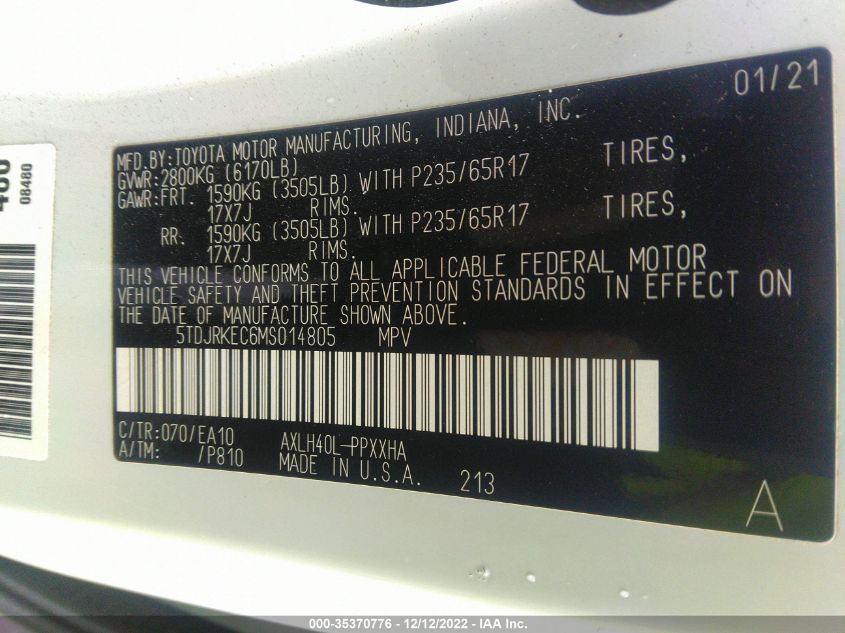 01/21
MFD.BY:TOYOTA MOTOR MANUFACTURING, INDIANA, INC.
GVWR:2800KG (6170LB)
GAWR:FRT. 1590KG (3505LB) WITH P235/65R17 TIRES,
17X7J RIMS.
RR. 1590KG (3505LB) WITH P235/65R17 TIRES,
17X7J RIMS.
THIS VEHICLE CONFORMS TO ALL APPLICABLE FEDERAL MOTOR
VEHICLE SAFETY AND THEFT PREVENTION STANDARDS IN EFFECT ON
THE DATE OF MANUFACTURE SHOWN ABOVE.
5TDJRKEC6MS014805 MPV
C/TR:070/EA10 AXLH40L-PPXXHA
A/TM: /P810 MADE IN U.S.A. 213
A
08480
000-35370776 - 12/12/2022 - IAA Inc.